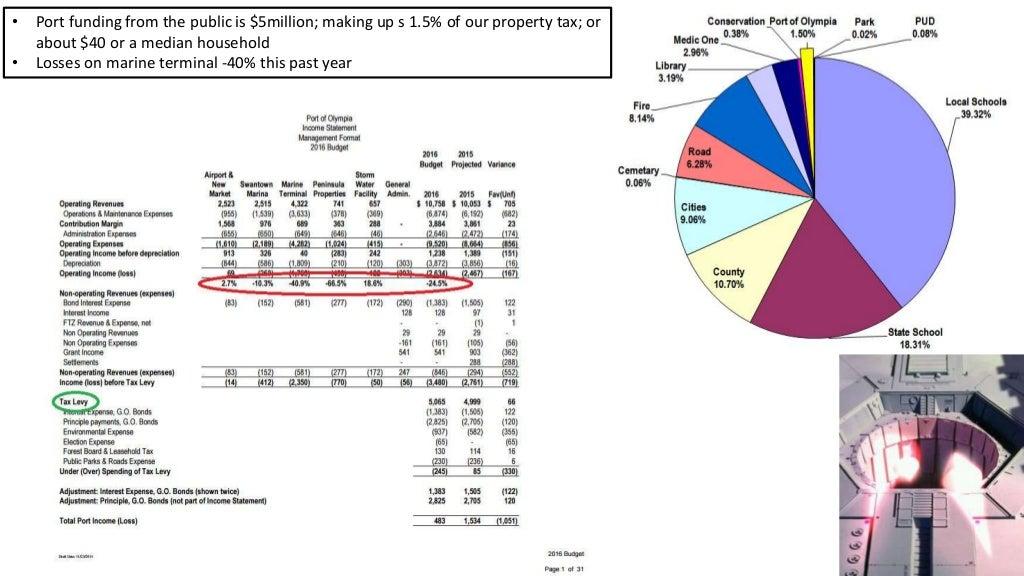 • Port funding from the public is $5million; making up s 1.5% of our property tax; or
about $40 or a median household
• Losses on marine terminal -40% this past year
Port of Olympia
Income Statement
Management Format
2016 Budget
2016 2015
Budget Projected Variance
Airport & Storm
New Swantown Marine Peninsula Water General
Market Marina Terminal Properties Facility Admin. 2016 2015 Fav(Unf)
Operating Revenues 2,523 2,515 4,322 741 657 $ 10,758 $ 10,053 $ 705
Operations & Maintenance Expenses (955) (1,539) (3,633) (378) (369) (6,874) (6,192) (682)
Contribution Margin 1,568 976 689 363 288 - 3,884 3,861 23
Administration Expenses (655) (650) (649) (646) (46) (2,646) (2,472) (174)
Operating Expenses (1,610) (2,189) (4,282) (1,024) (415) - (9,520) (8,664) (856)
Operating Income before depreciation 913 326 40 (283) 242 1,238 1,389 (151)
Depreciation (844) (586) (1,809) (210) (120) (303) (3,872) (3,856) (16)
Operating Income (loss) 69 (2,634) (2,467) (167)
2.7% -10.3% -40.9% -66.5% 18.6% -24.5%
Non-operating Revenues (expenses)
Bond Interest Expense (83) (152) (581) (277) (172) (290) (1,383) (1,505) 122
Interest Income 128 128 97 31
FTZ Revenue & Expense, net - - (1) 1
Non Operating Revenues 29 29 29 -
Non Operating Expenses -161 (161) (105) (56)
Grant Income 541 541 903 (362)
Settlements - - 288 (288)
Non-operating Revenues (expenses) (83) (152) (581) (277) (172) 247 (846) (294) (552)
Income (loss) before Tax Levy (14) (412) (2,350) (770) (50) (56) (3,480) (2,761) (719)
Tax Levy 5,065 4,999 66
Interest Expense, G.O. Bonds (1,383) (1,505) 122
Principle payments, G.O. Bonds (2,825) (2,705) (120)
Environmental Expense (937) (582) (355)
Election Expense (65) - (65)
Forest Board & Leasehold Tax 130 114 16
Public Parks & Roads Expense (230) (236) 6
Under (Over) Spending of Tax Levy (245) 85 (330)
Adjustment: Interest Expense, G.O. Bonds (shown twice) 1,383 1,505 (122)
Adjustment: Principle, G.O. Bonds (not part of Income Statement) 2,825 2,705 120
Total Port Income (Loss) 483 1,534 (1,051)
2016 Budget
Page 1 of 31
Conservation
0.38%
Port of Olympia
1.50%
Park
0.02%
PUD
0.08%
Medic One
2.96%
Library
3.19%
Fire
8.14%
Local Schools
39.32%
Road
6.28%
Cemetary
0.06%
Cities
9.06%
County
10.70%
State School
18.31%